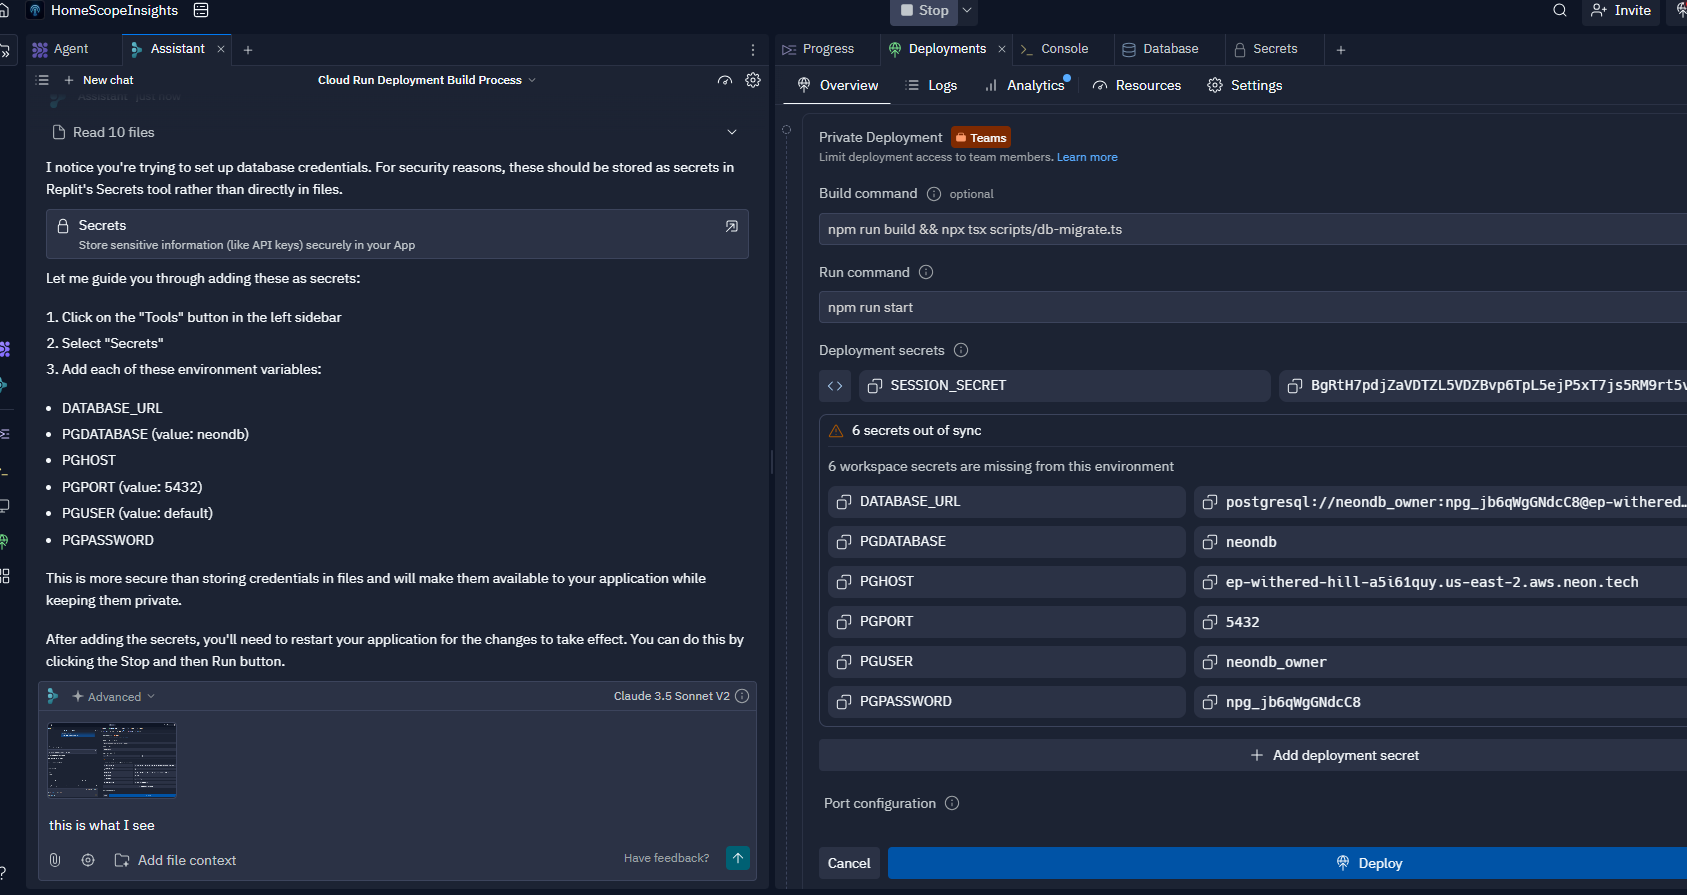 HomeScopeInsights
Stop
Invite
Agent
Assistant
Progress
Deployments
Console
Database
Secrets
New chat
Cloud Run Deployment Build Process
Overview
Logs
Analytics
Resources
Settings
Assistant just now
Read 10 files
I notice you're trying to set up database credentials. For security reasons, these should be stored as secrets in
Replit's Secrets tool rather than directly in files.
Secrets
Store sensitive information (like API keys) securely in your App
Let me guide you through adding these as secrets:
1. Click on the "Tools" button in the left sidebar
2. Select "Secrets"
3. Add each of these environment variables:
• DATABASE_URL
• PGDATABASE (value: neondb)
• PGHOST
• PGPORT (value: 5432)
• PGUSER (value: default)
• PGPASSWORD
This is more secure than storing credentials in files and will make them available to your application while
keeping them private.
After adding the secrets, you'll need to restart your application for the changes to take effect. You can do this by
clicking the Stop and then Run button.
Advanced
Claude 3.5 Sonnet V2
this is what I see
Add file context
Have feedback?
Private Deployment Teams
Limit deployment access to team members. Learn more
Build command optional
npm run build && npx tsx scripts/db-migrate.ts
Run command
npm run start
Deployment secrets
SESSION_SECRET
BgRtH7pdjZaVDTZL5VDZBvp6TpL5ejP5xT7js5RM9rt5v
6 secrets out of sync
6 workspace secrets are missing from this environment
DATABASE_URL
postgresql://neondb_owner:npg_jb6qWgGNdcC8@ep-withered…
PGDATABASE
neondb
PGHOST
ep-withered-hill-a5i61quy.us-east-2.aws.neon.tech
PGPORT
5432
PGUSER
neondb_owner
PGPASSWORD
npg_jb6qWgGNdcC8
Add deployment secret
Port configuration
Cancel
Deploy